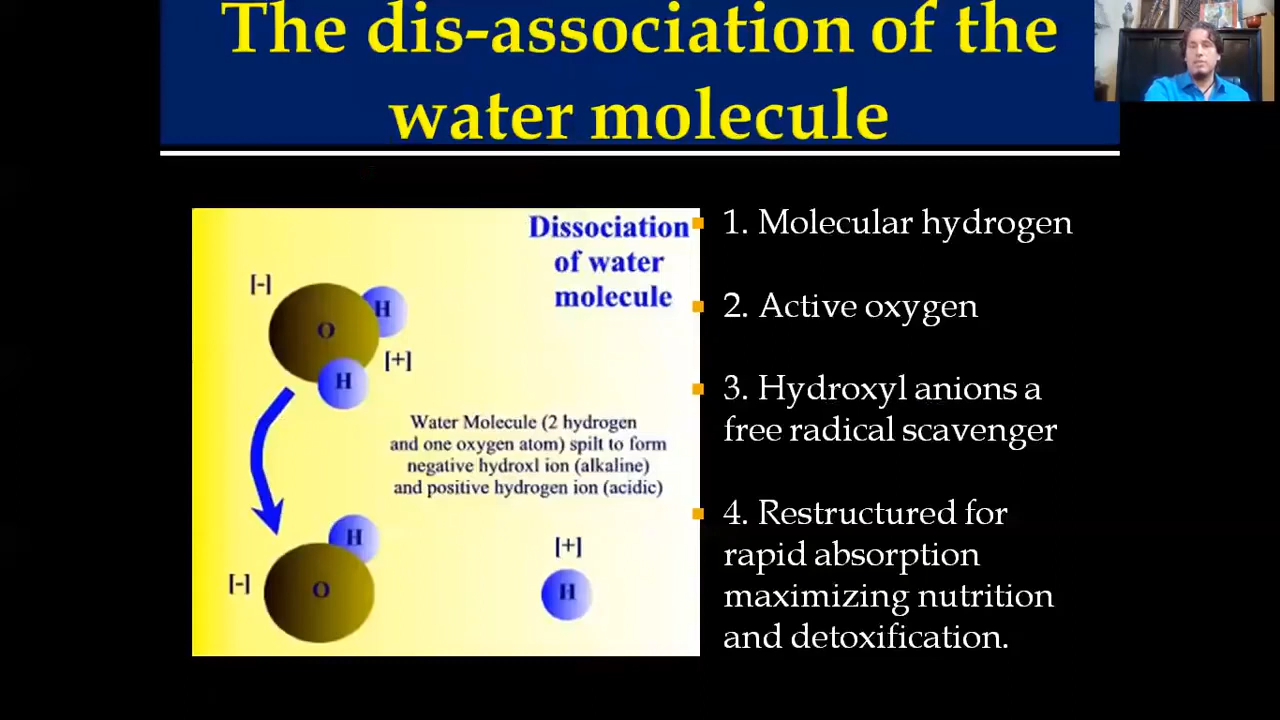 The dis-association of the
water molecule
Dissociation
of water
molecule
[-]
H
O
[+]
H
Water Molecule (2 hydrogen
and one oxygen atom) spilt to form
negative hydroxl ion (alkaline)
and positive hydrogen ion (acidic)
H
[+]
[-]
O
H
1. Molecular hydrogen
2. Active oxygen
3. Hydroxyl anions a
free radical scavenger
4. Restructured for
rapid absorption
maximizing nutrition
and detoxification.